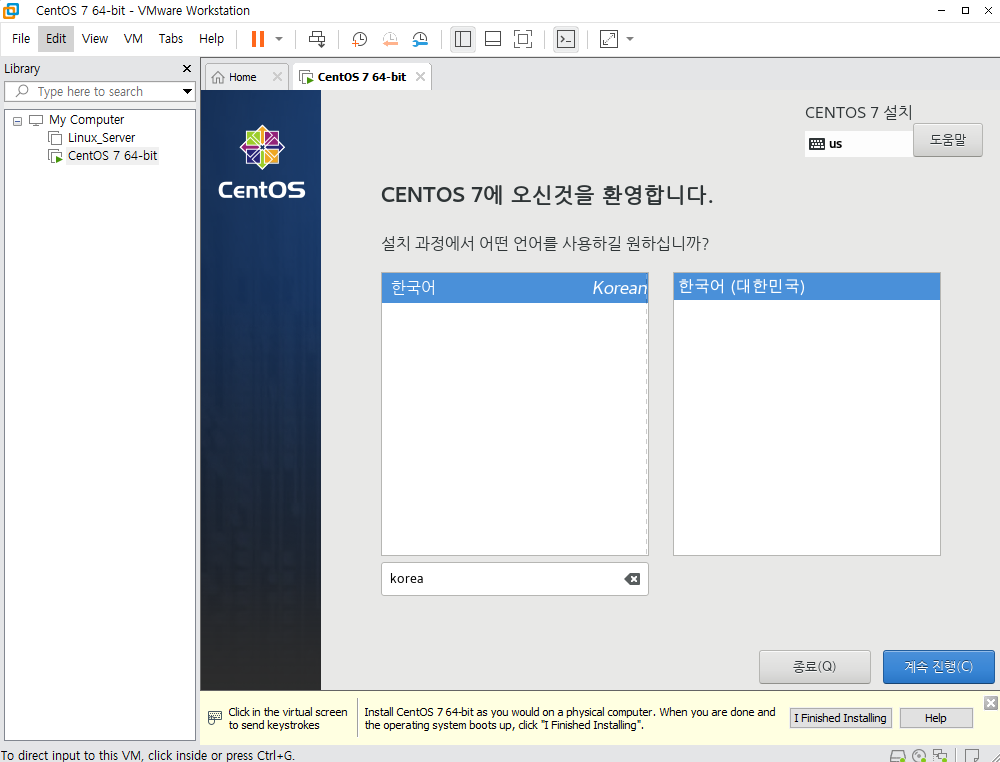 CentOS 7 64-bit - VMware Workstation
File Edit View VM Tabs Help
Library
Type here to search
My Computer
Linux_Server
CentOS 7 64-bit
Home
CentOS 7 64-bit
CentOS
CENTOS 7 설치
us
도움말
CENTOS 7에 오신것을 환영합니다.
설치 과정에서 어떤 언어를 사용하길 원하십니까?
한국어 Korean
한국어 (대한민국)
korea
종료(Q)
계속 진행(C)
Click in the virtual screen
to send keystrokes
Install CentOS 7 64-bit as you would on a physical computer. When you are done and
the operating system boots up, click "I Finished Installing".
I Finished Installing
Help
To direct input to this VM, click inside or press Ctrl+G.